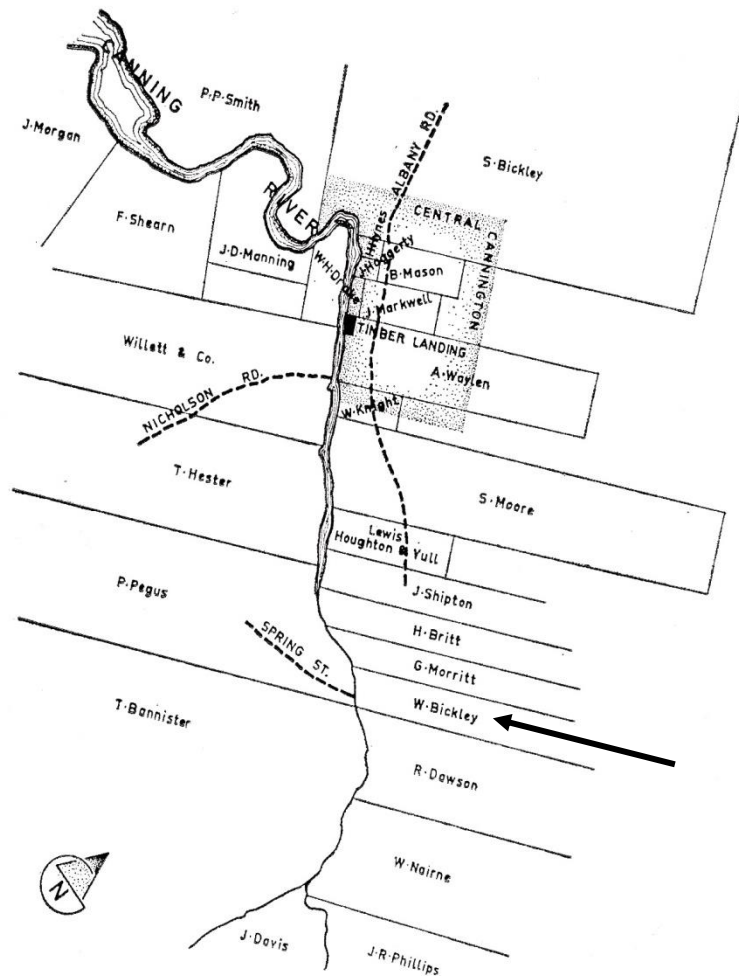 CANNING
RIVER
P.P.Smith
J.Morgan
F.Shearn
J.D.Manning
W.H.Drake
ALBANY RD.
S.Bickley
CENTRAL
CANNINGTON
J.Hoggerty
B.Mason
J.Markwell
TIMBER LANDING
A.Waylen
W.Knight
Willett & Co.
NICHOLSON RD.
T.Hester
S.Moore
Lewis
Houghton & Yull
J.Shipton
P.Pegus
H.Britt
SPRING ST.
G.Morritt
W.Bickley
T.Bannister
R.Dawson
W.Nairne
N
J.Davis
J.R.Phillips